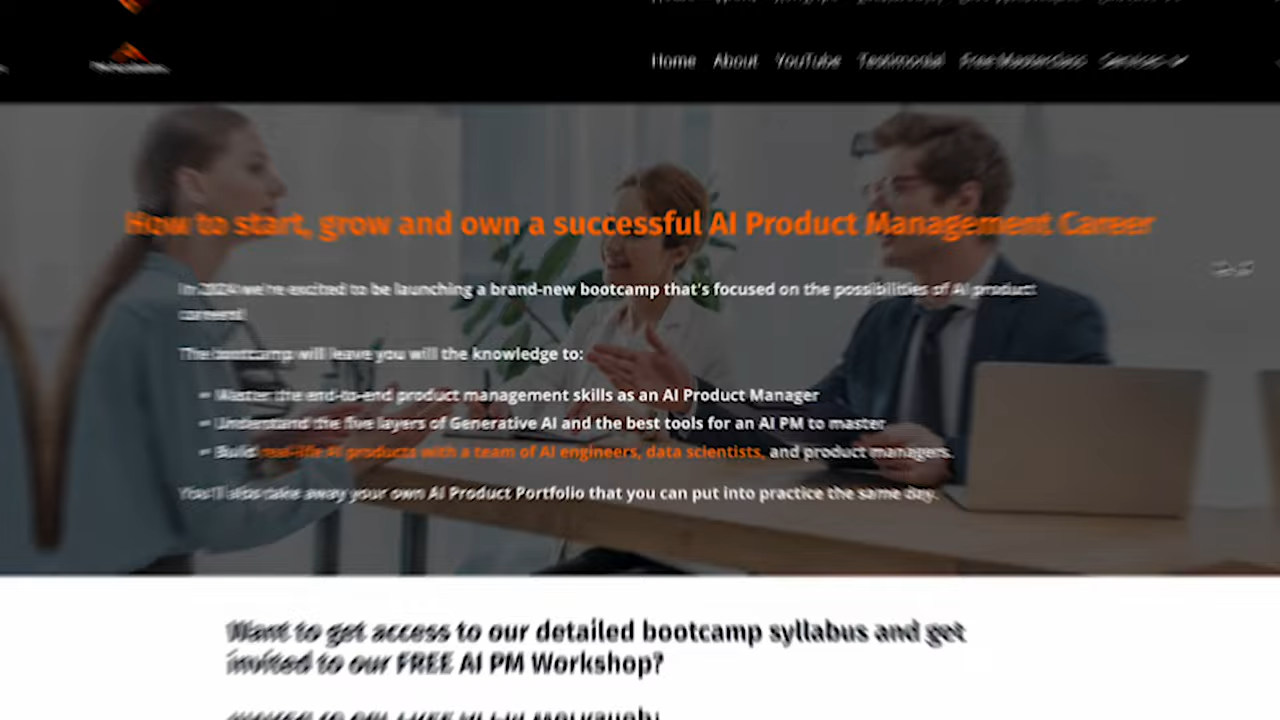 Home About YouTube Testimonial Free Masterclass Services
How to start, grow and own a successful AI Product Management Career
In 2024 we're excited to be launching a brand-new bootcamp that's focused on the possibilities of AI product
careers!
The bootcamp will leave you will the knowledge to:
- Master the end-to-end product management skills as an AI Product Manager
- Understand the five layers of Generative AI and the best tools for an AI PM to master
- Build real-life AI products with a team of AI engineers, data scientists, and product managers.
You'll also take away your own AI Product Portfolio that you can put into practice the same day.
Want to get access to our detailed bootcamp syllabus and get
invited to our FREE AI PM Workshop?